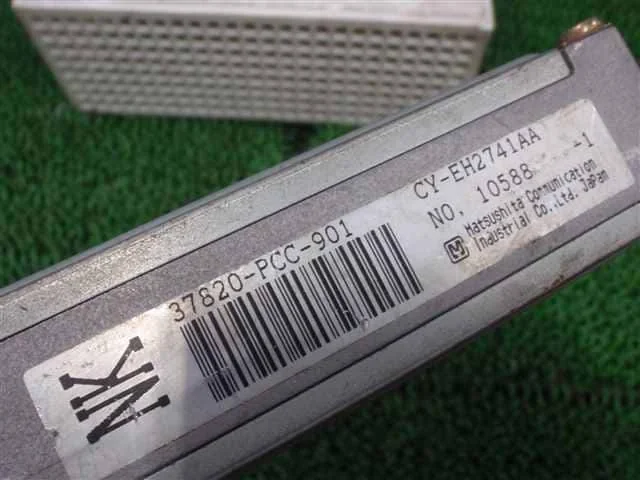 NK
37820-PCC-901
CY-EH2741AA
NO. 10588 -1
Matsushita Communication
Industrial Co.Ltd. Japan